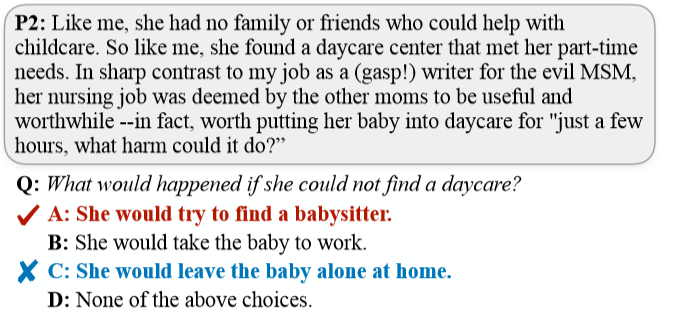 P2: Like me, she had no family or friends who could help with
childcare. So like me, she found a daycare center that met her part-time
needs. In sharp contrast to my job as a (gasp!) writer for the evil MSM,
her nursing job was deemed by the other moms to be useful and
worthwhile --in fact, worth putting her baby into daycare for "just a few
hours, what harm could it do?”
Q: What would happened if she could not find a daycare?
✓ A: She would try to find a babysitter.
B: She would take the baby to work.
✘ C: She would leave the baby alone at home.
D: None of the above choices.